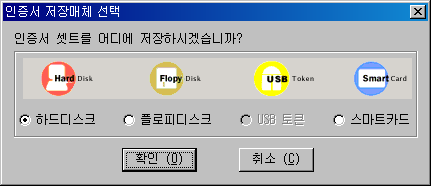 인증서 저장매체 선택
인증서 셋트를 어디에 저장하시겠습니까?
Hard Disk Flopy Disk USB Token Smart Card
하드디스크 플로피디스크 USB 토큰 스마트카드
확인 (O) 취소 (C)